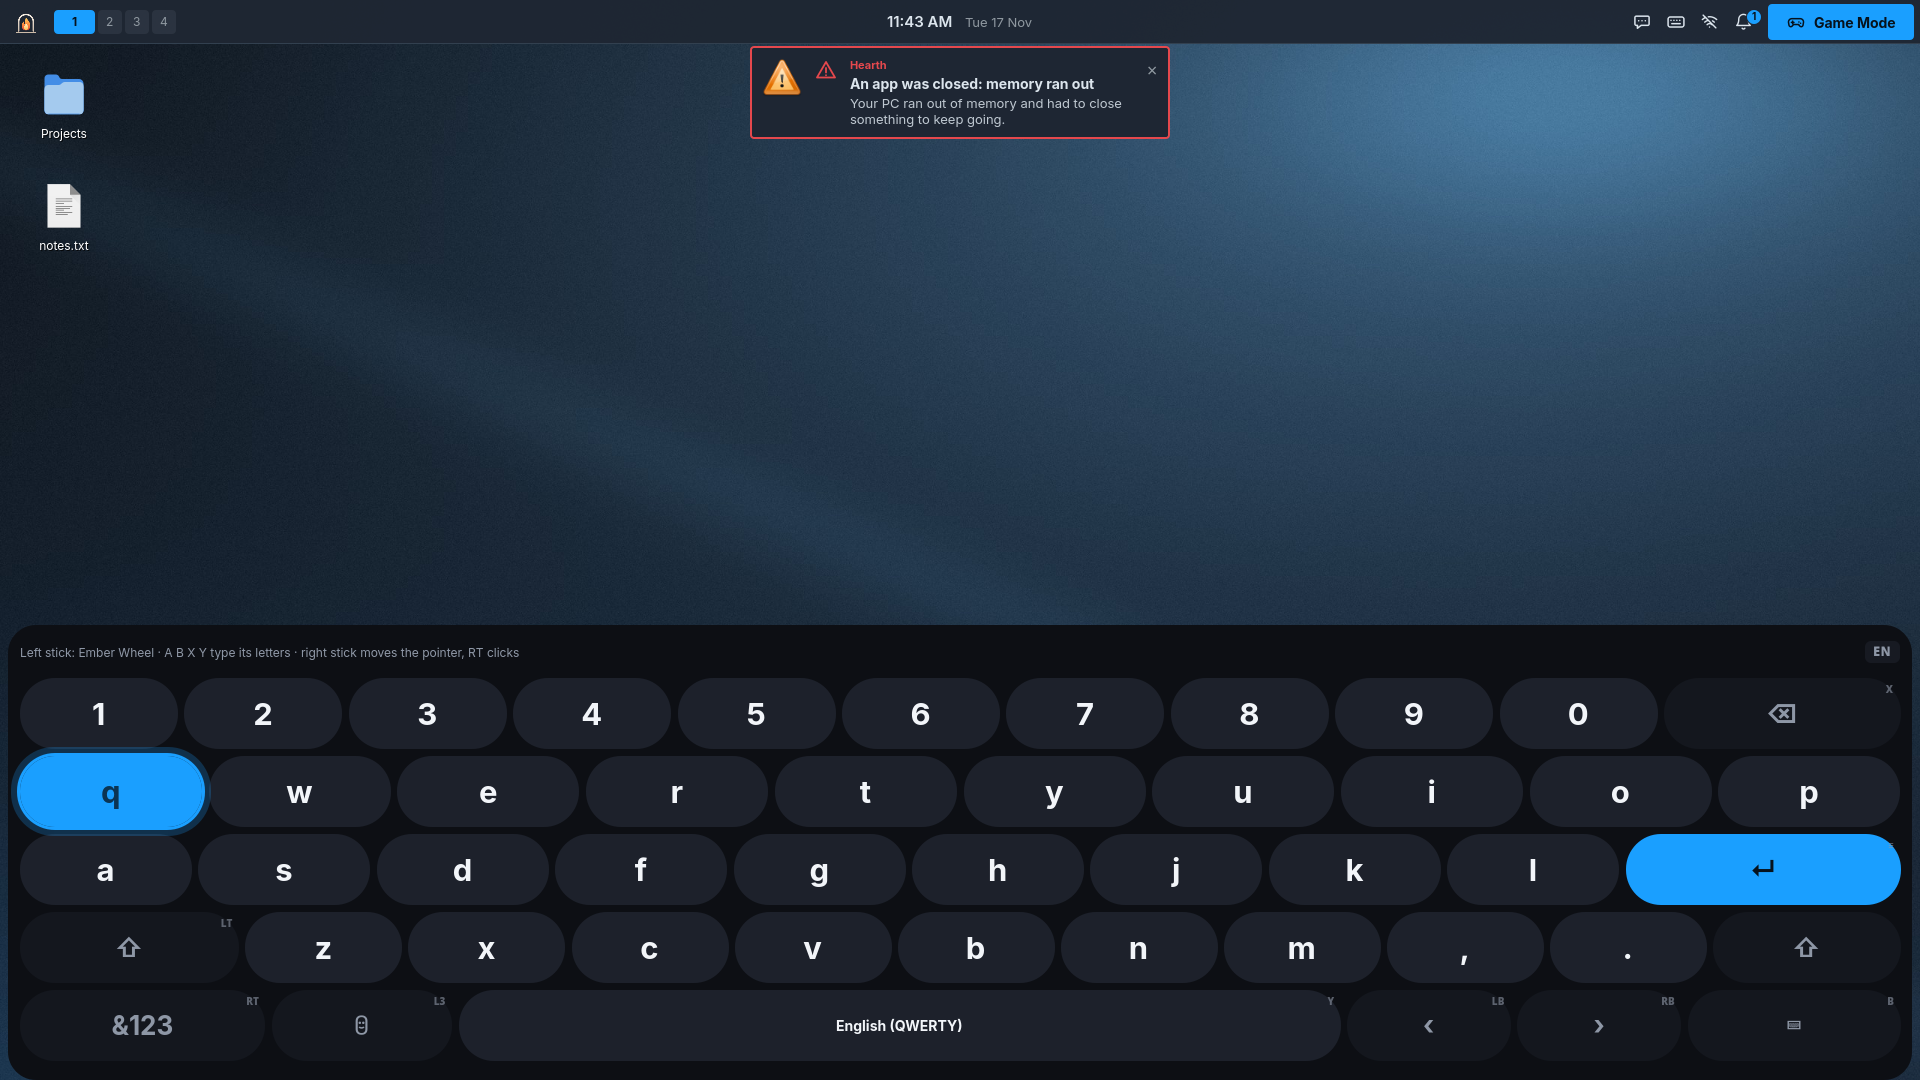 1 2 3 4
11:43 AM Tue 17 Nov
1
Game Mode
Hearth
An app was closed: memory ran out
Your PC ran out of memory and had to close
something to keep going.
Projects
notes.txt
Left stick: Ember Wheel · A B X Y type its letters · right stick moves the pointer, RT clicks
EN
1 2 3 4 5 6 7 8 9 0 X
q w e r t y u i o p
a s d f g h j k l
LT z x c v b n m , .
&123 RT L3 English (QWERTY) Y ‹ LB › RB B